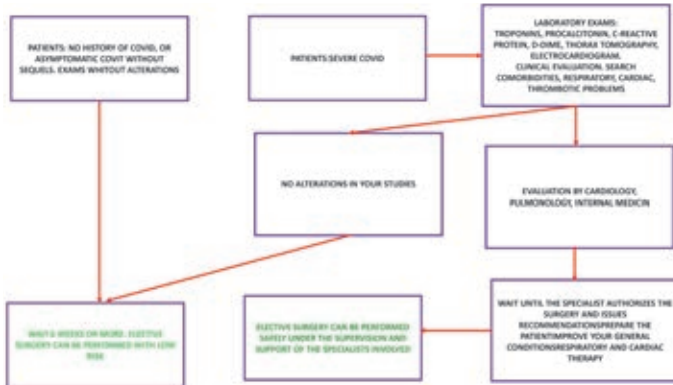 PATIENTS: NO HISTORY OF COVID, OR
ASYMPTOMATIC COVIT WITHOUT
SEQUELS. EXAMS WHITOUT ALTERATIONS
PATIENTS:SEVERE COVID
LABORATORY EXAMS:
TROPONINS, PROCALCITONIN, C-REACTIVE
PROTEIN, D-DIME, THORAX TOMOGRAPHY,
ELECTROCARDIOGRAM.
CLINICAL EVALUATION. SEARCH
COMORBIDITIES, RESPIRATORY, CARDIAC,
THROMBOTIC PROBLEMS
NO ALTERATIONS IN YOUR STUDIES
EVALUATION BY CARDIOLOGY,
PULMONOLOGY, INTERNAL MEDICIN
WAIT 6 WEEKS OR MORE. ELECTIVE
SURGERY CAN BE PERFORMED WITH LOW
RISK
ELECTIVE SURGERY CAN BE PERFORMED
SAFELY UNDER THE SUPERVISION AND
SUPPORT OF THE SPECIALISTS INVOLVED
WAIT UNTIL THE SPECIALIST AUTHORIZES THE
SURGERY AND ISSUES
RECOMMENDATIONSPREPARE THE
PATIENTIMPROVE YOUR GENERAL
CONDITIONSRESPIRATORY AND CARDIAC
THERAPY